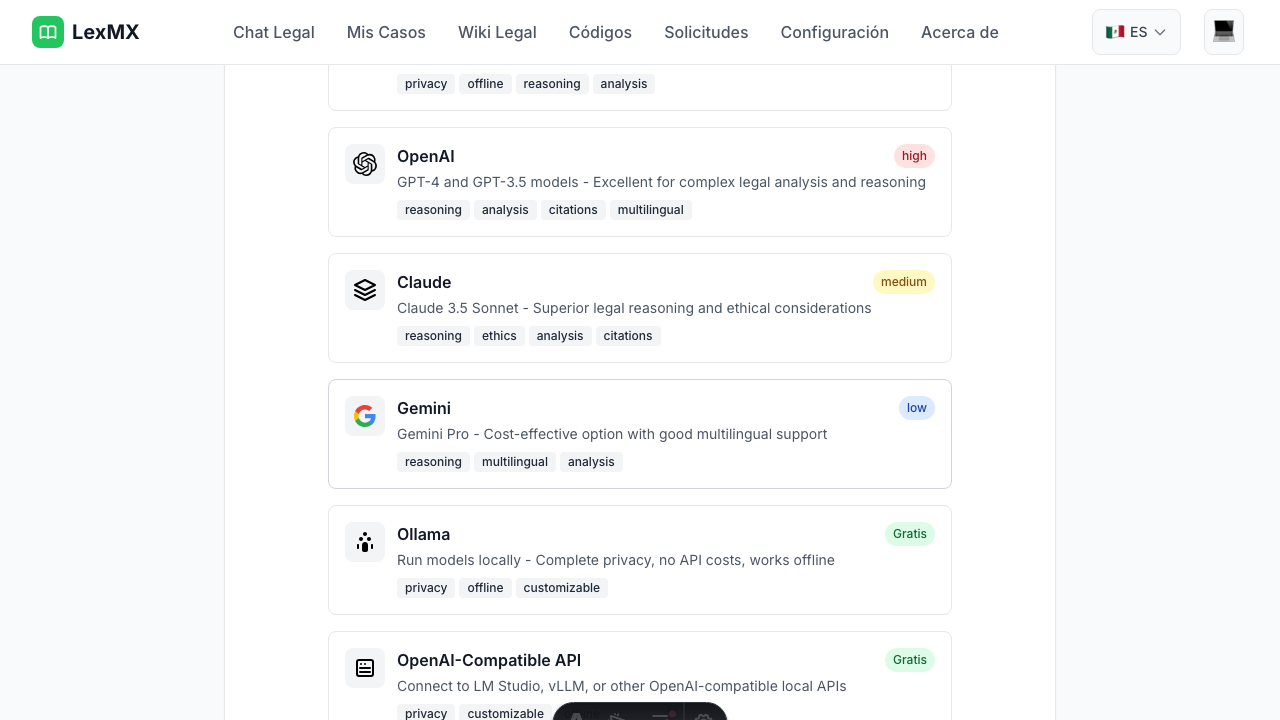 LexMX
Chat Legal
Mis Casos
Wiki Legal
Códigos
Solicitudes
Configuración
Acerca de
ES
privacy offline reasoning analysis
OpenAI
high
GPT-4 and GPT-3.5 models - Excellent for complex legal analysis and reasoning
reasoning analysis citations multilingual
Claude
medium
Claude 3.5 Sonnet - Superior legal reasoning and ethical considerations
reasoning ethics analysis citations
Gemini
low
Gemini Pro - Cost-effective option with good multilingual support
reasoning multilingual analysis
Ollama
Gratis
Run models locally - Complete privacy, no API costs, works offline
privacy offline customizable
OpenAI-Compatible API
Gratis
Connect to LM Studio, vLLM, or other OpenAI-compatible local APIs
privacy customizable